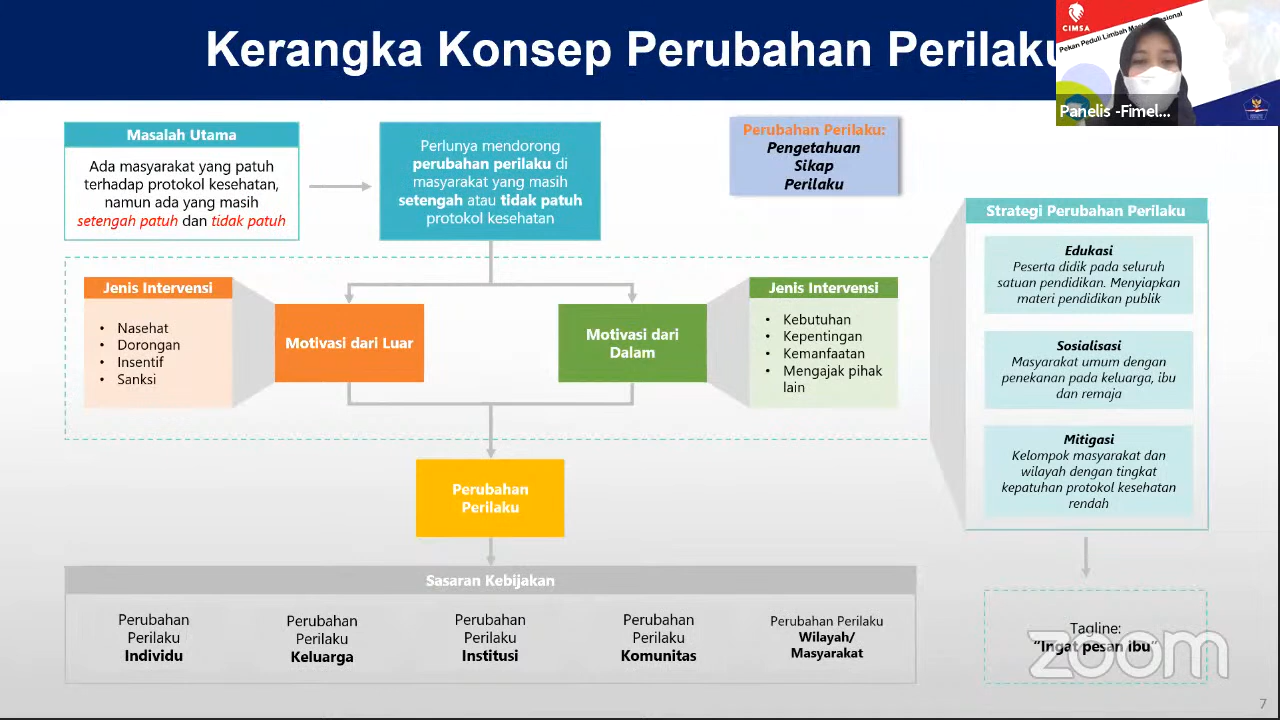 Kerangka Konsep Perubahan Perilaku
CIMSA
Pekan Peduli Limbah
Panelis -Fimel...
Masalah Utama
Ada masyarakat yang patuh
terhadap protokol kesehatan,
namun ada yang masih
setengah patuh dan tidak patuh
Perlunya mendorong
perubahan perilaku di
masyarakat yang masih
setengah atau tidak patuh
protokol kesehatan
Perubahan Perilaku:
Pengetahuan
Sikap
Perilaku
Jenis Intervensi
• Nasehat
• Dorongan
• Insentif
• Sanksi
Motivasi dari Luar
Motivasi dari
Dalam
Jenis Intervensi
• Kebutuhan
• Kepentingan
• Kemanfaatan
• Mengajak pihak
lain
Strategi Perubahan Perilaku
Edukasi
Peserta didik pada seluruh
satuan pendidikan. Menyiapkan
materi pendidikan publik
Sosialisasi
Masyarakat umum dengan
penekanan pada keluarga, ibu
dan remaja
Mitigasi
Kelompok masyarakat dan
wilayah dengan tingkat
kepatuhan protokol kesehatan
rendah
Perubahan
Perilaku
Sasaran Kebijakan
Perubahan
Perilaku
Individu
Perubahan
Perilaku
Keluarga
Perubahan
Perilaku
Institusi
Perubahan
Perilaku
Komunitas
Perubahan Perilaku
Wilayah/
Masyarakat
Tagline:
"Ingat pesan ibu"
zoom
7